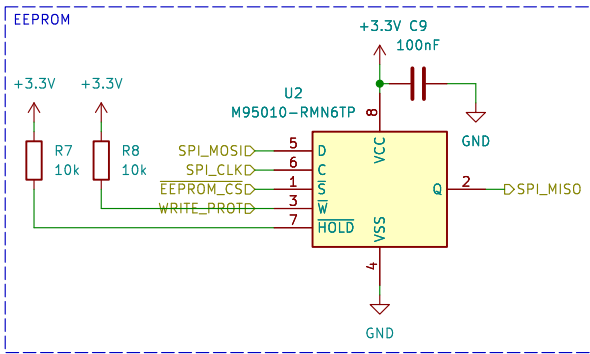 EEPROM
+3.3V C9
100nF
+3.3V +3.3V
U2
M95010-RMN6TP
8
VCC
GND
R7
10k
R8
10k
SPI_MOSI 5 D
SPI_CLK 6 C
EEPROM_CS 1 S
WRITE_PROT 3 W
7 HOLD
Q 2 SPI_MISO
VSS
4
GND